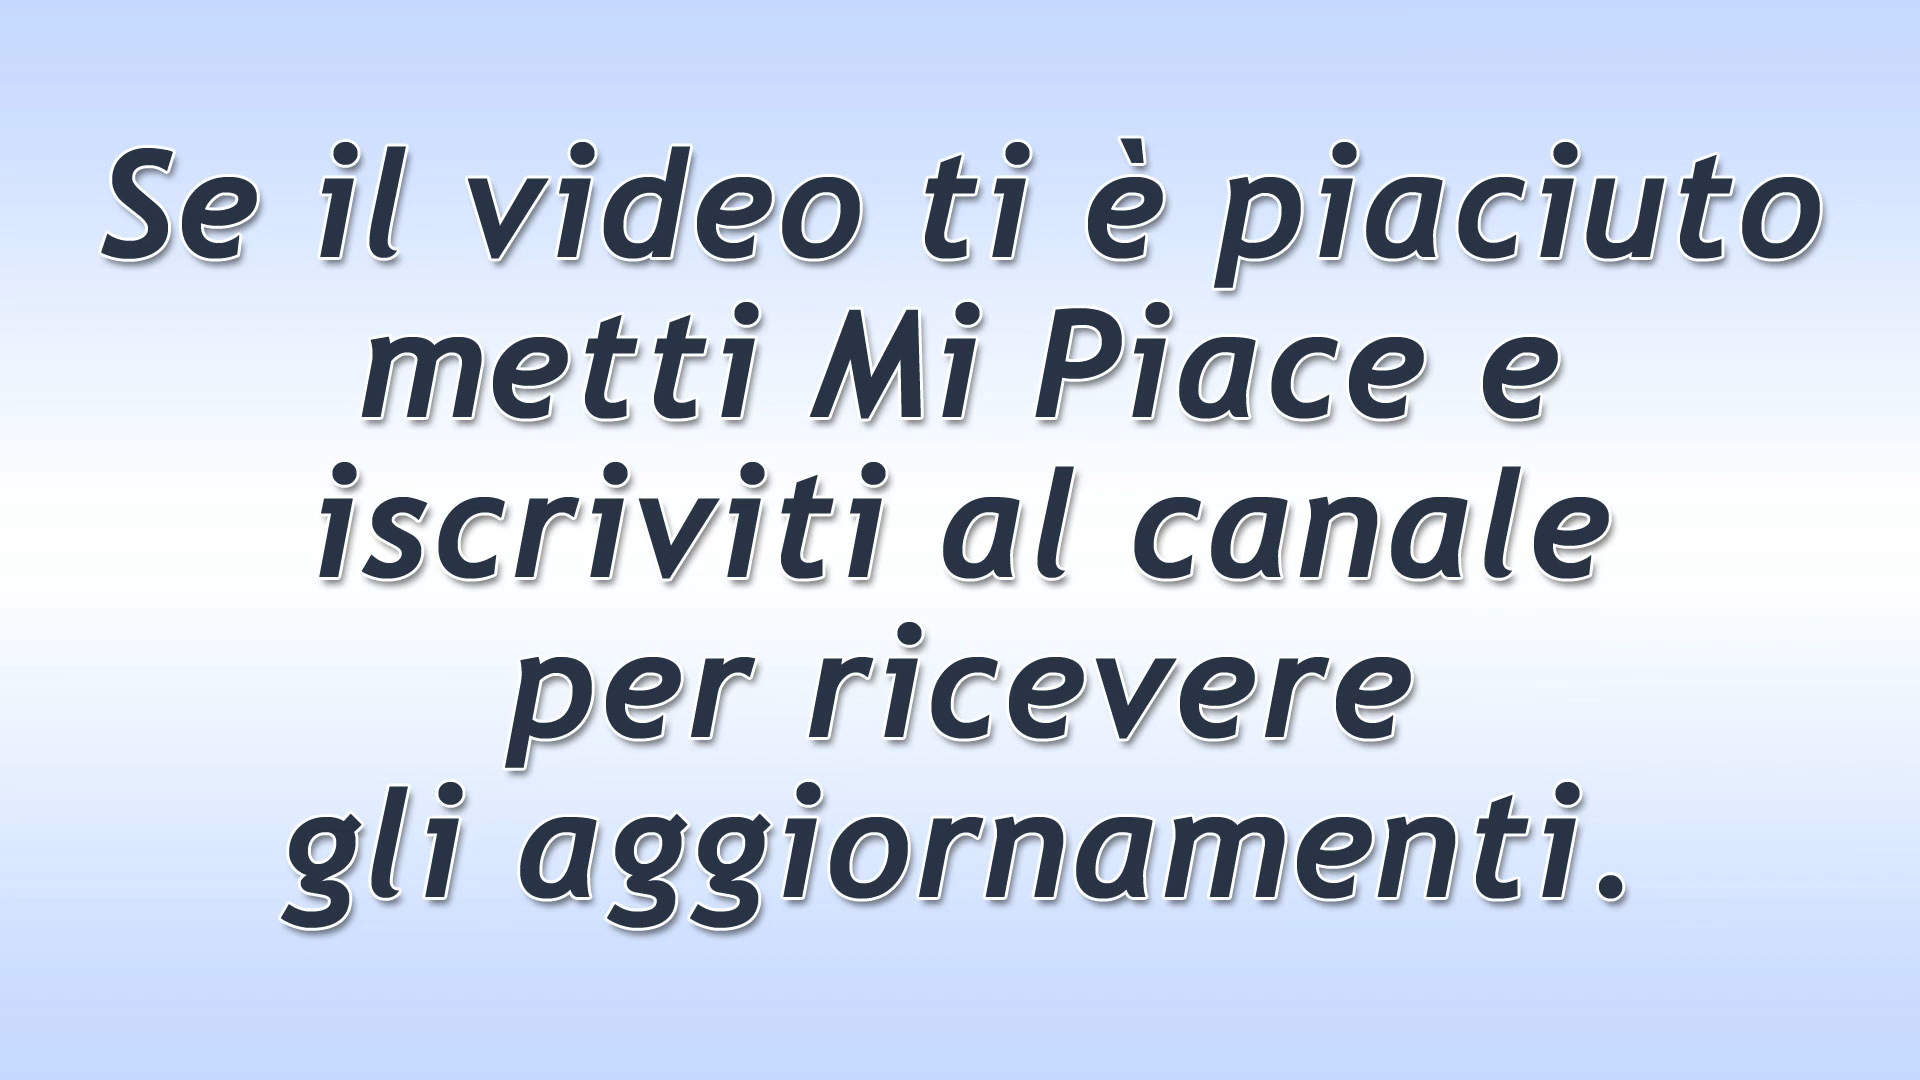 Se il video ti è piaciuto
metti Mi Piace e
iscriviti al canale
per ricevere
gli aggiornamenti.